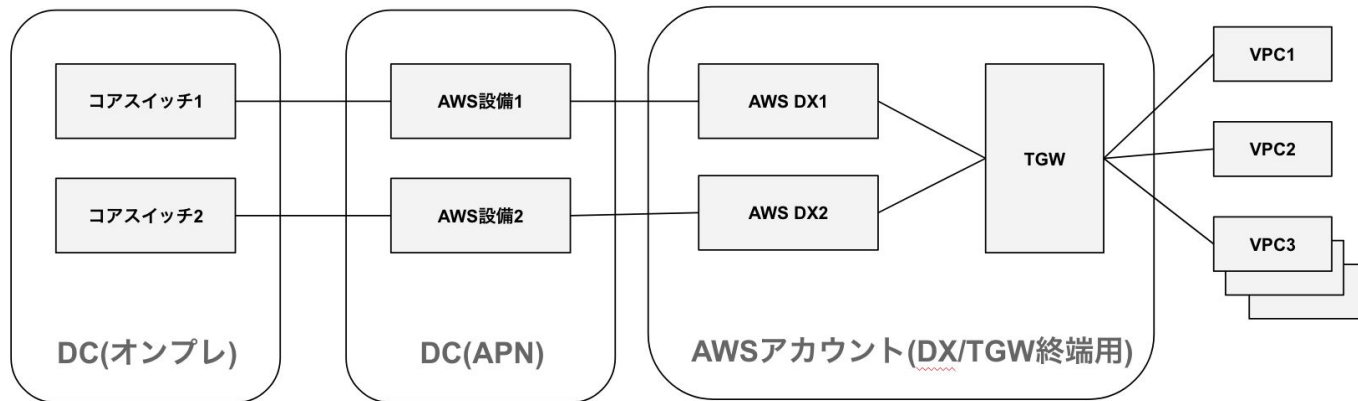 コアスイッチ1
コアスイッチ2
DC(オンプレ)
AWS設備1
AWS設備2
DC(APN)
AWS DX1
AWS DX2
TGW
AWSアカウント(DX/TGW終端用)
VPC1
VPC2
VPC3